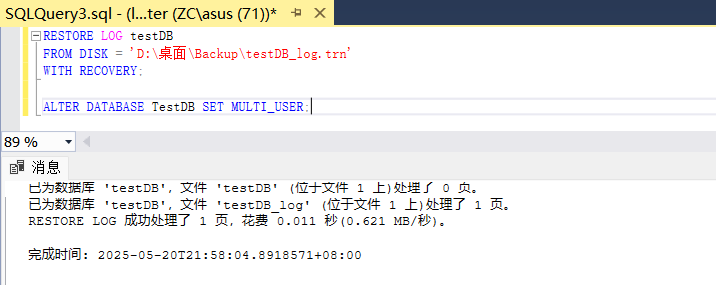 SQLQuery3.sql - (l...ter (ZC\asus (71))*
RESTORE LOG testDB
FROM DISK = 'D:\桌面\Backup\testDB_log.trn'
WITH RECOVERY;
ALTER DATABASE TestDB SET MULTI_USER;
89 %
消息
已为数据库 'testDB'，文件 'testDB' (位于文件 1 上)处理了 0 页。
已为数据库 'testDB'，文件 'testDB_log' (位于文件 1 上)处理了 1 页。
RESTORE LOG 成功处理了 1 页，花费 0.011 秒(0.621 MB/秒)。
完成时间: 2025-05-20T21:58:04.8918571+08:00